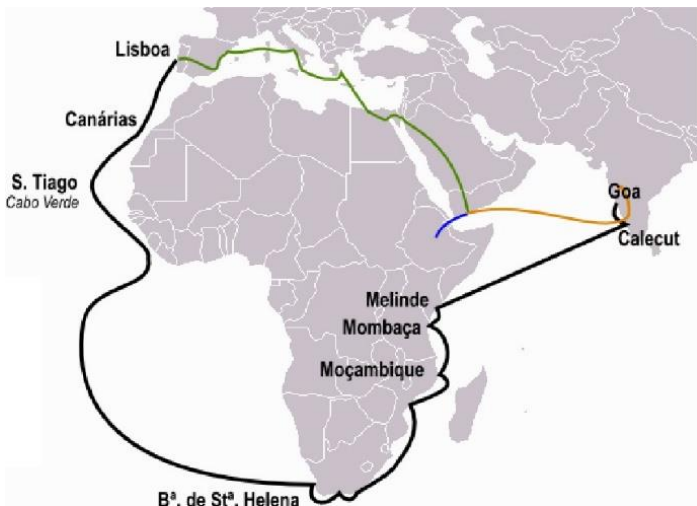 Lisboa
Canárias
S. Tiago
Cabo Verde
Goa
Calecut
Melinde
Mombaça
Moçambique
Bª. de Stª. Helena